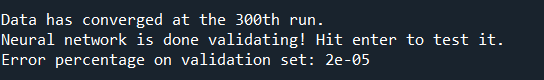 Data has converged at the 300th run.
Neural network is done validating! Hit enter to test it.
Error percentage on validation set: 2e-05